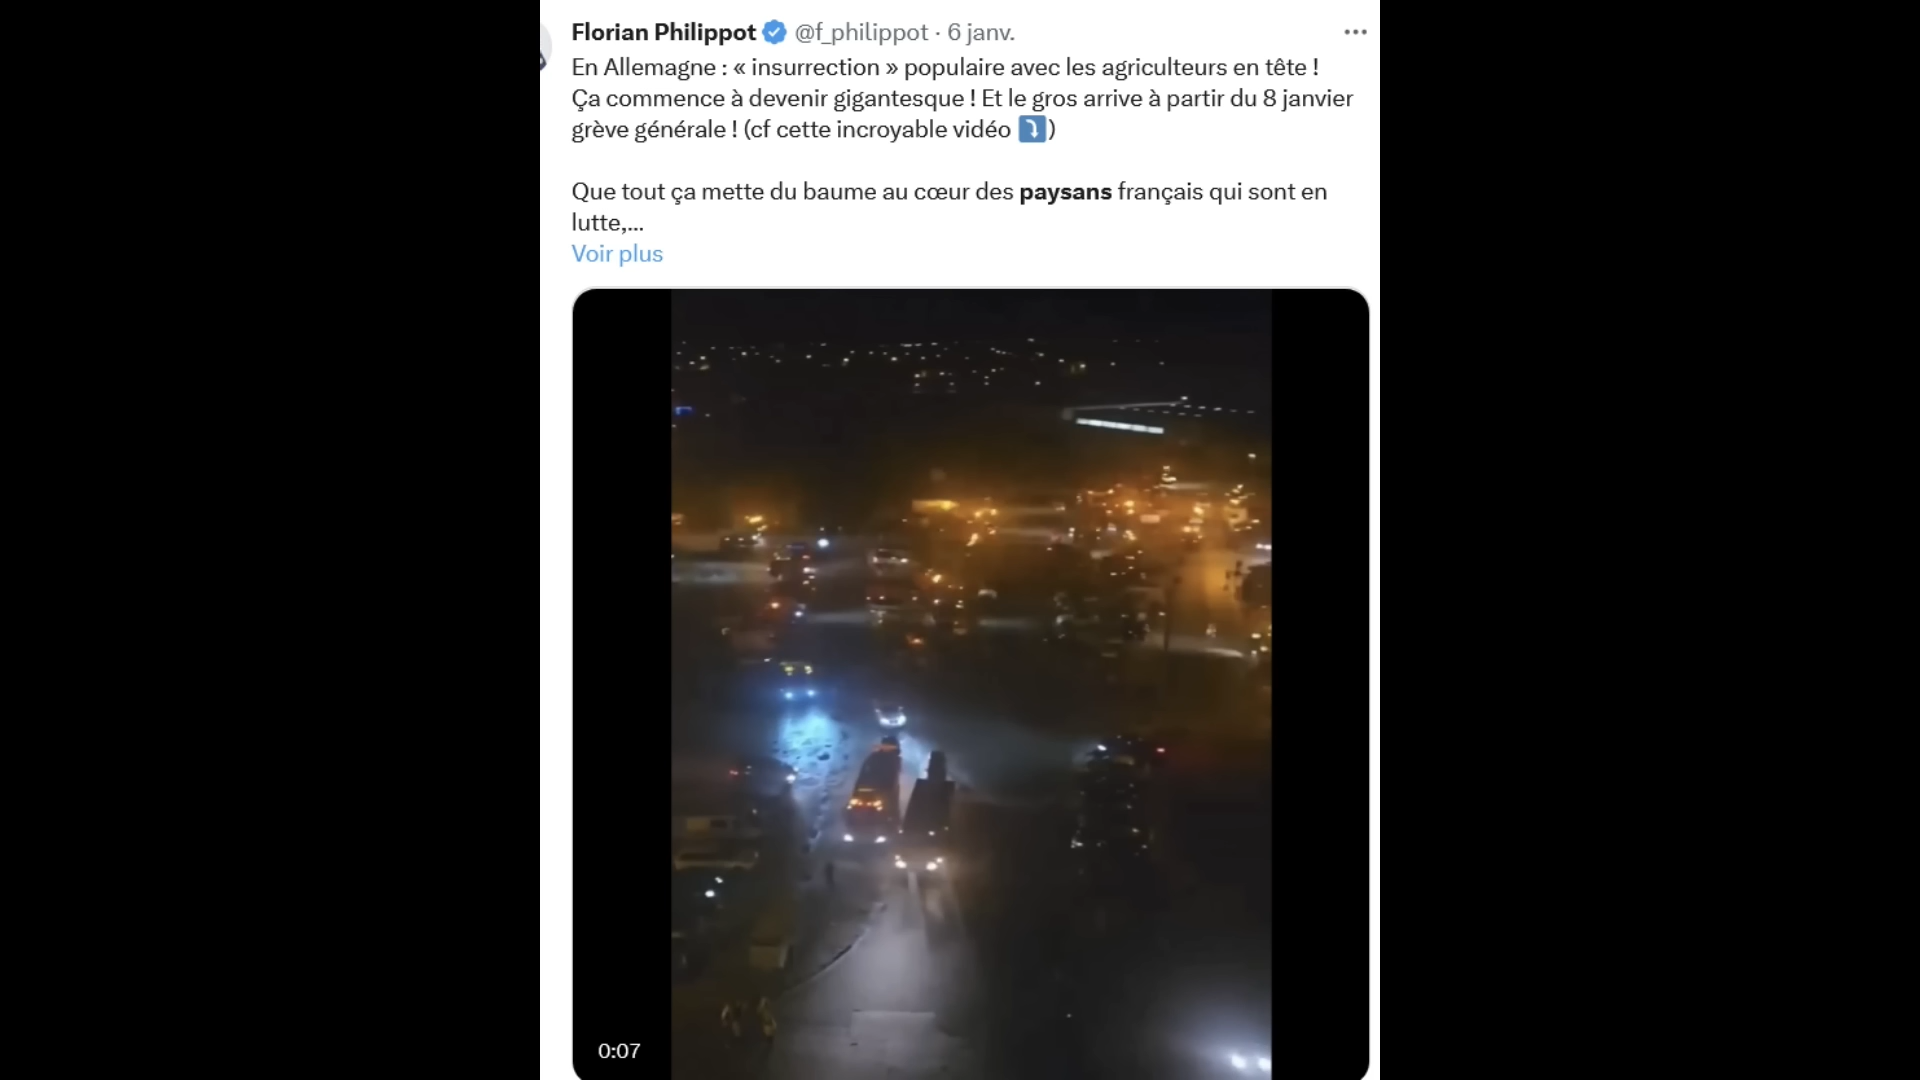 Florian Philippot @f_philippot · 6 janv.
En Allemagne : « insurrection » populaire avec les agriculteurs en tête !
Ça commence à devenir gigantesque ! Et le gros arrive à partir du 8 janvier
grève générale ! (cf cette incroyable vidéo ⤵️)
Que tout ça mette du baume au cœur des paysans français qui sont en
lutte,...
Voir plus
0:07